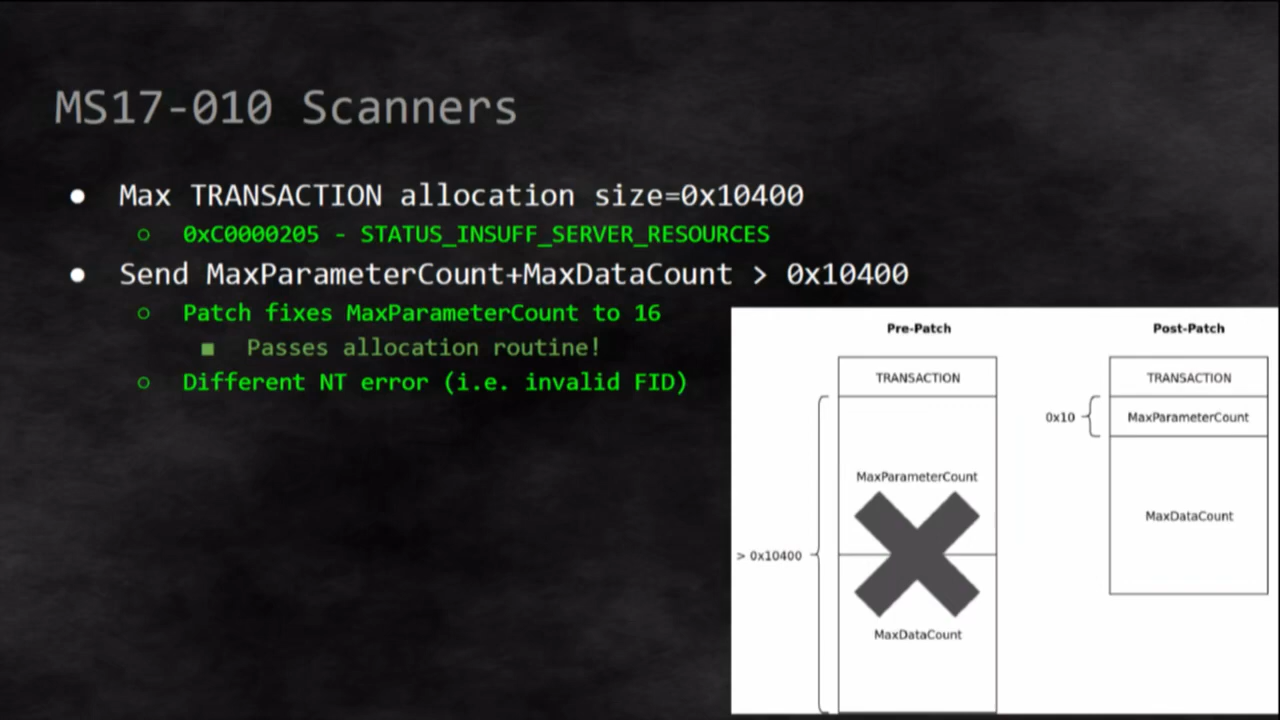 MS17-010 Scanners
● Max TRANSACTION allocation size=0x10400
○ 0xC0000205 - STATUS_INSUFF_SERVER_RESOURCES
● Send MaxParameterCount+MaxDataCount > 0x10400
○ Patch fixes MaxParameterCount to 16
■ Passes allocation routine!
○ Different NT error (i.e. invalid FID)
Pre-Patch
TRANSACTION
MaxParameterCount
> 0x10400
MaxDataCount
Post-Patch
TRANSACTION
0x10
MaxParameterCount
MaxDataCount